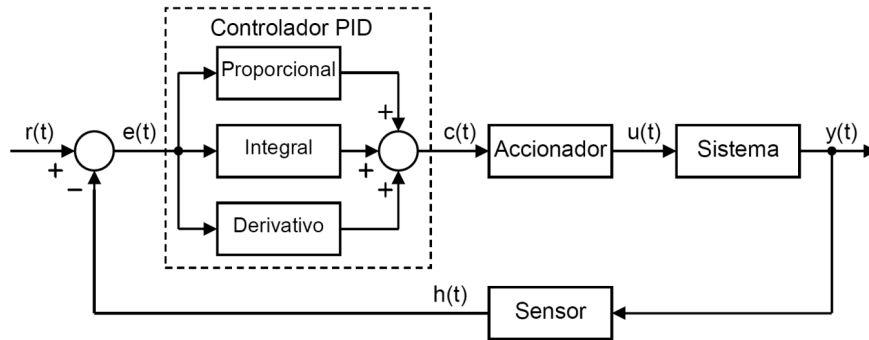 Controlador PID
Proporcional
+
r(t)
e(t)
Integral
c(t)
Accionador
u(t)
Sistema
y(t)
+
−
+
+
Derivativo
h(t)
Sensor